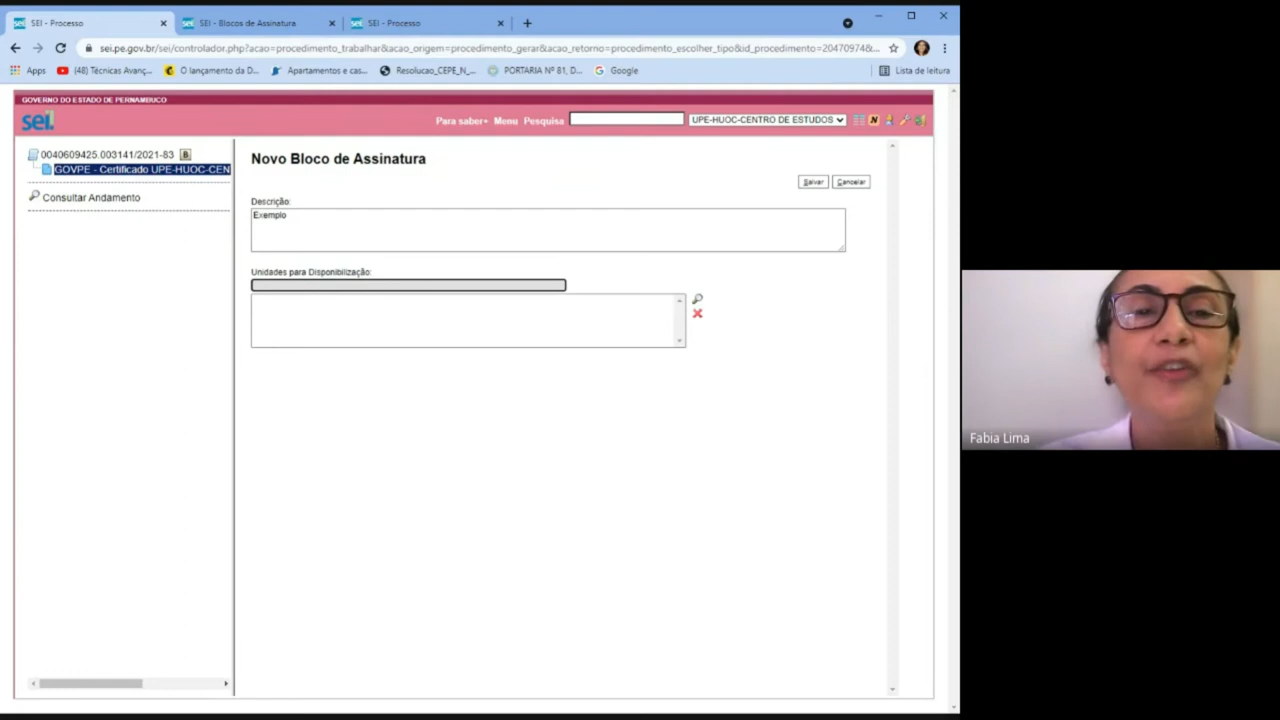 SEI - Processo
SEI - Blocos de Assinatura
SEI - Processo
sei.pe.gov.br/sei/controlador.php?acao=procedimento_trabalhar&acao_origem=procedimento_gerar&acao_retorno=procedimento_escolher_tipo&id_procedimento=20470974&...
Apps
(48) Técnicas Avanç...
O lançamento da D...
Apartamentos e cas...
Resolucao_CEPE_N_...
PORTARIA Nº 81, D...
Google
Lista de leitura
GOVERNO DO ESTADO DE PERNAMBUCO
sei!
Para saber+ Menu Pesquisa
UPE-HUOC-CENTRO DE ESTUDOS
N
0040609425.003141/2021-83
B
GOVPE - Certificado UPE-HUOC-CEN
Consultar Andamento
Novo Bloco de Assinatura
Salvar
Cancelar
Descrição:
Exemplo
Unidades para Disponibilização:
Fabia Lima